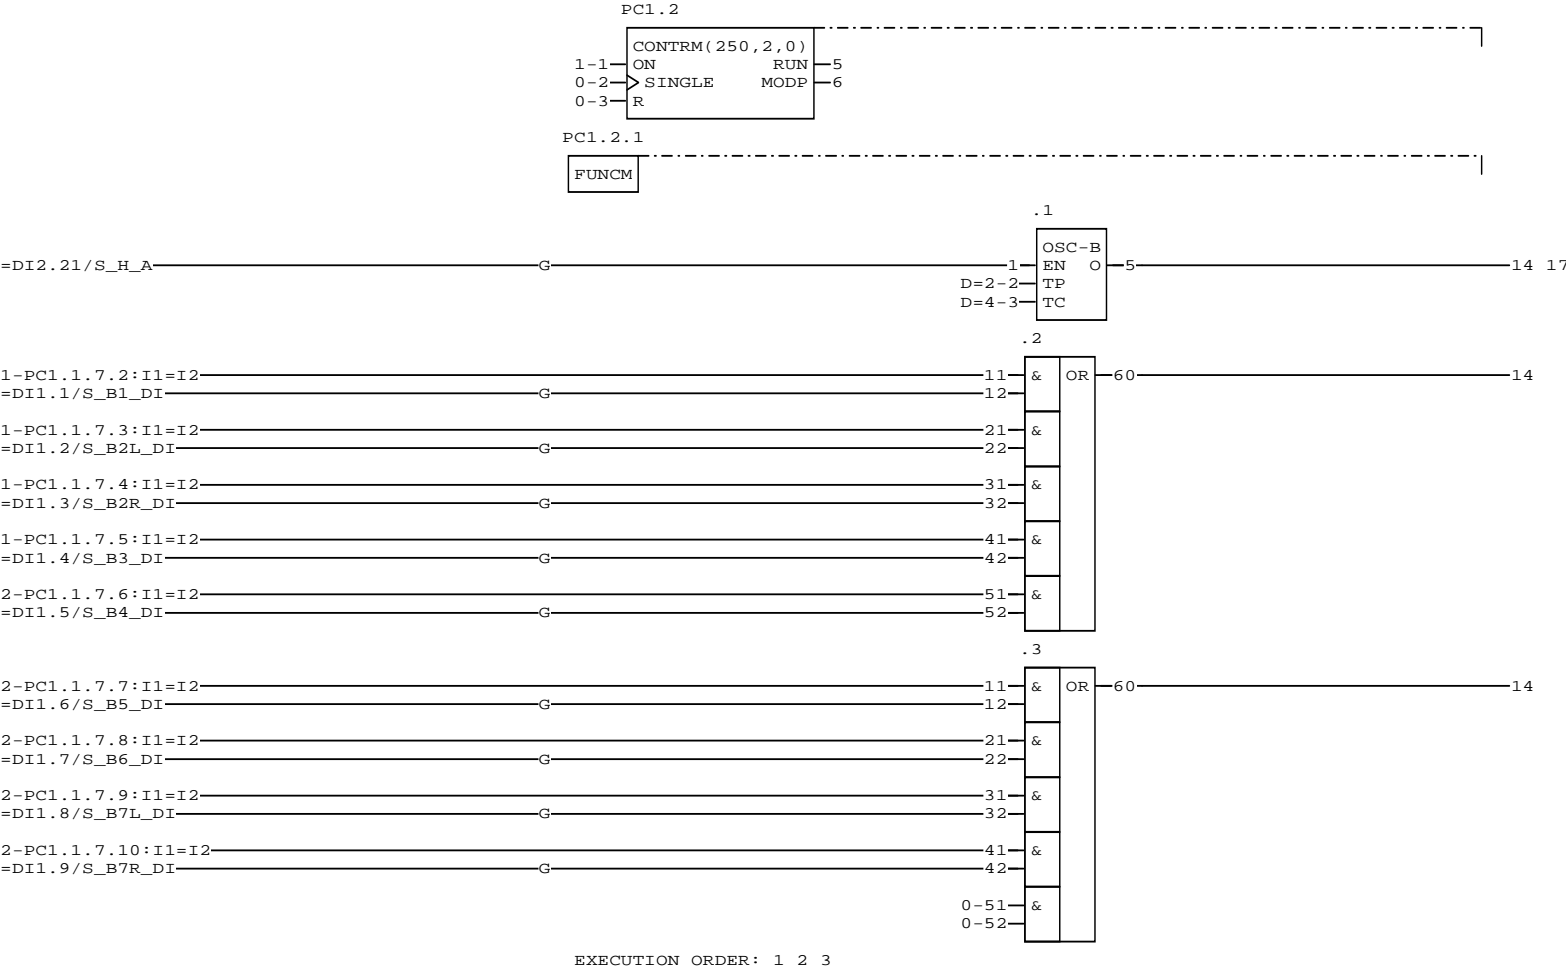 PC1.2
CONTRM(250,2,0)
1-1 ON RUN 5
0-2 SINGLE MODP 6
0-3 R
PC1.2.1
FUNCM
.1
OSC-B
=DI2.21/S_H_A G 1 EN O 5 14 17
D=2-2 TP
D=4-3 TC
.2
1-PC1.1.7.2:I1=I2 11 & OR 60 14
=DI1.1/S_B1_DI G 12
1-PC1.1.7.3:I1=I2 21 &
=DI1.2/S_B2L_DI G 22
1-PC1.1.7.4:I1=I2 31 &
=DI1.3/S_B2R_DI G 32
1-PC1.1.7.5:I1=I2 41 &
=DI1.4/S_B3_DI G 42
2-PC1.1.7.6:I1=I2 51 &
=DI1.5/S_B4_DI G 52
.3
2-PC1.1.7.7:I1=I2 11 & OR 60 14
=DI1.6/S_B5_DI G 12
2-PC1.1.7.8:I1=I2 21 &
=DI1.7/S_B6_DI G 22
2-PC1.1.7.9:I1=I2 31 &
=DI1.8/S_B7L_DI G 32
2-PC1.1.7.10:I1=I2 41 &
=DI1.9/S_B7R_DI G 42
0-51 &
0-52
EXECUTION ORDER: 1 2 3